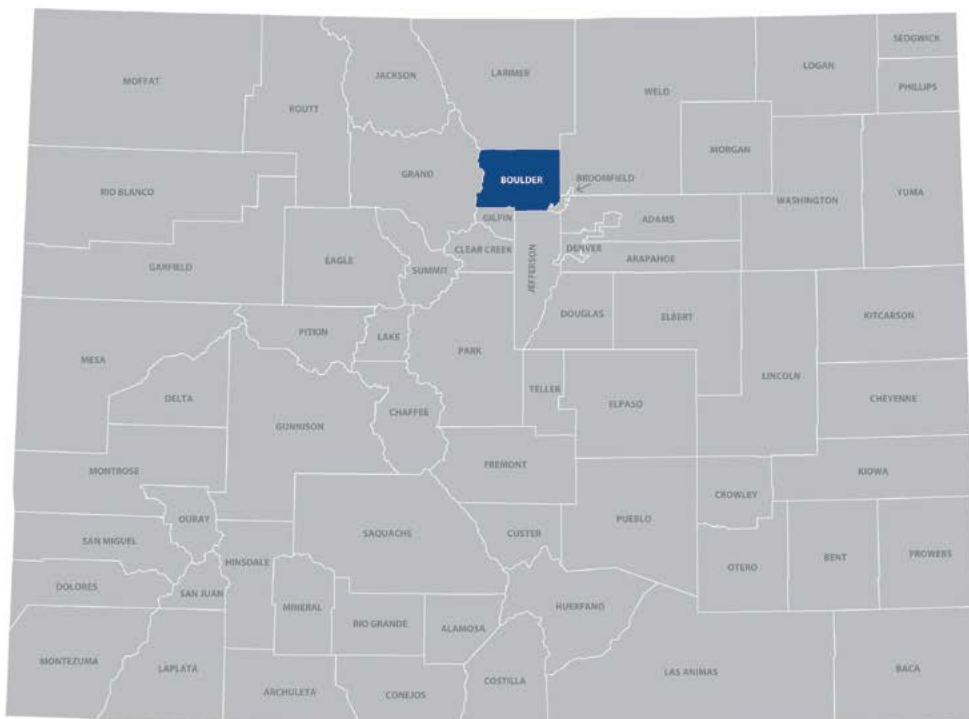 SEDGWICK
LOGAN
JACKSON
LARIMER
MOFFAT
WELD
PHILLIPS
ROUTT
MORGAN
GRAND
BOULDER
BROOMFIELD
RIO BLANCO
YUMA
WASHINGTON
GILFIN
ADAMS
CLEAR CREEK
DENVER
JEFFERSON
ARAPAHOE
EAGLE
GARFIELD
SUMMIT
DOUGLAS
ELBERT
KITCARSON
PITKIN
LAKE
PARK
MESA
LINCOLN
TELLER
DELTA
ELPASO
CHEYENNE
CHAFFEE
GUNNISON
FREMONT
MONTROSE
KIOWA
CROWLEY
OURAY
PUEBLO
SAQUACHE
CUSTER
SAN MIGUEL
PROWERS
BENT
HINSDALE
OTERO
DOLORES
SAN JUAN
MINERAL
HUERFANO
RIO GRANDE
ALAMOSA
MONTEZUMA
LAPLATA
LAS ANIMAS
BACA
COSTILLA
ARCHULETA
CONEJOS